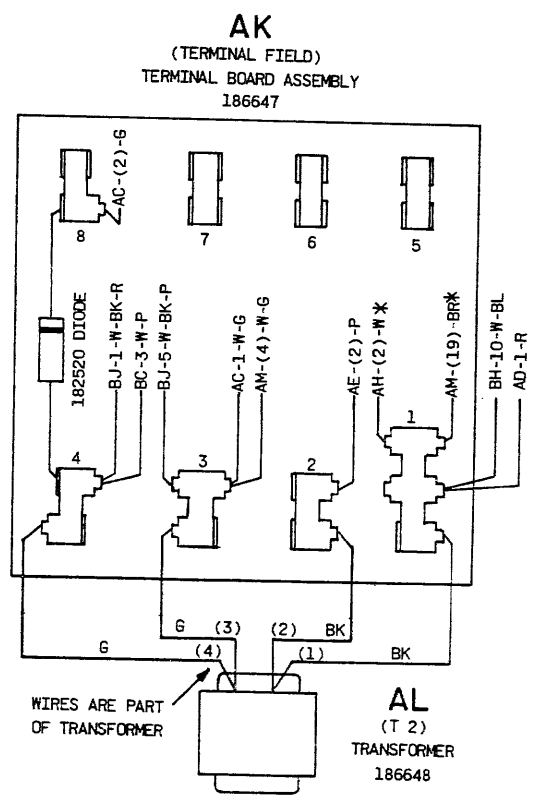 AK
(TERMINAL FIELD)
TERMINAL BOARD ASSEMBLY
186647
AC-(2)-G
8
7
6
5
182520 DIODE
BJ-1-W-BK-R
BC-3-W-P
BJ-5-W-BK-P
AC-1-W-G
AM-(4)-W-G
AE-(2)-P
AH-(2)-W*
AM-(19)-BR*
BH-10-W-BL
AD-1-R
4
3
2
1
G (3) (2) BK
G (4) (1) BK
WIRES ARE PART
OF TRANSFORMER
AL
(T 2)
TRANSFORMER
186648